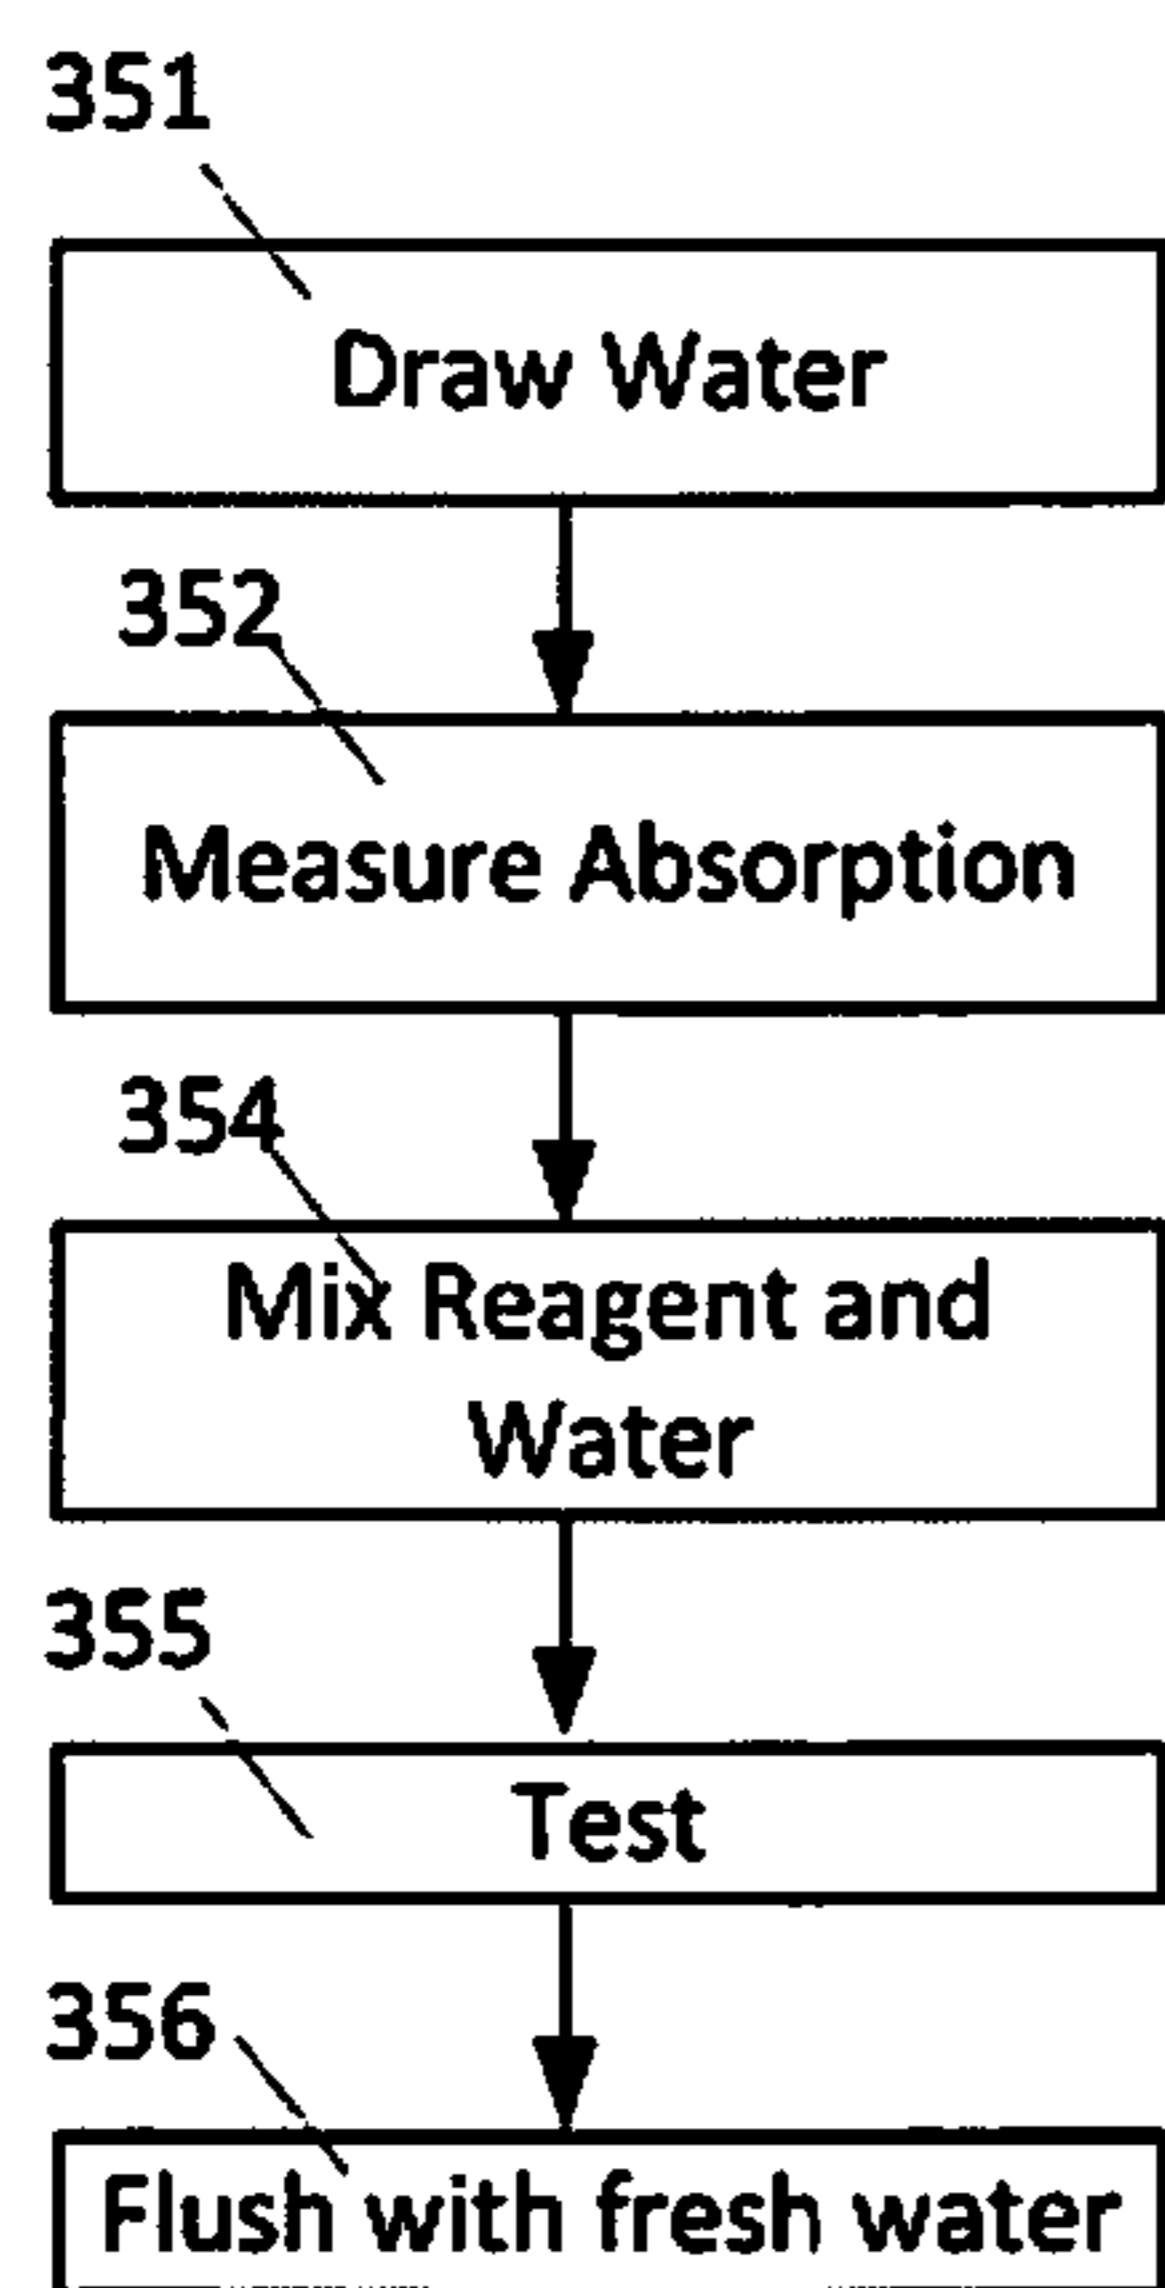 351
Draw Water
352
Measure Absorption
354
Mix Reagent and
Water
355
Test
356
Flush with fresh water